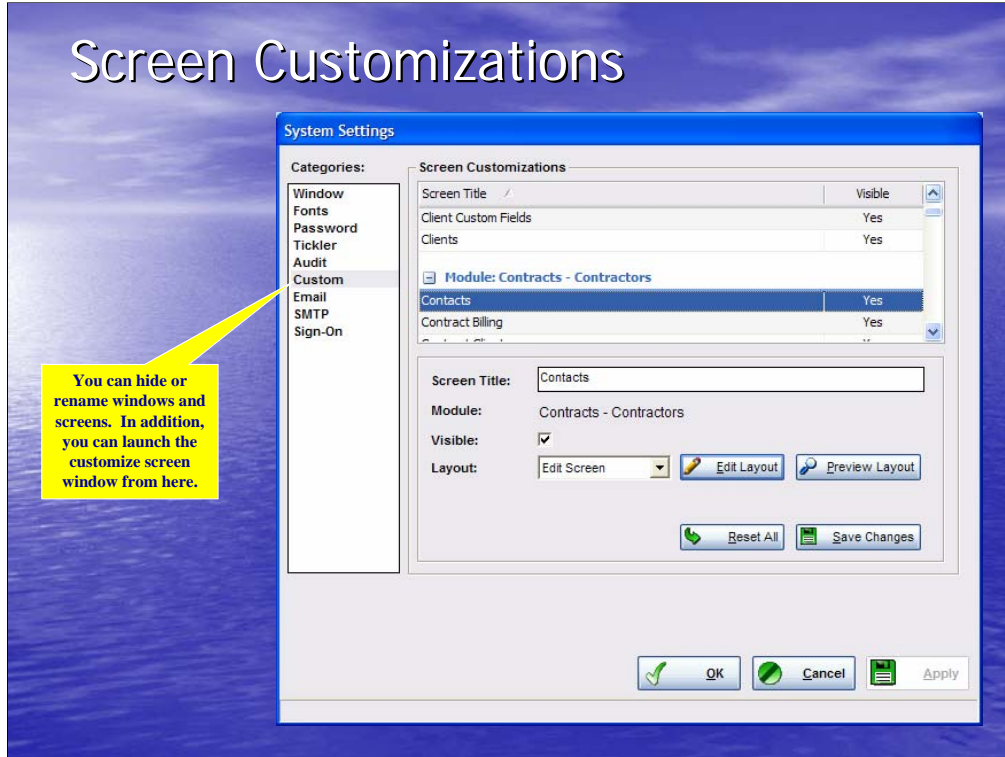 Screen Customizations
System Settings
Categories:
Window
Fonts
Password
Tickler
Audit
Custom
Email
SMTP
Sign-On
Screen Customizations
Screen Title Visible
Client Custom Fields Yes
Clients Yes
Module: Contracts - Contractors
Contacts Yes
Contract Billing Yes
Screen Title: Contacts
Module: Contracts - Contractors
Visible:
Layout: Edit Screen Edit Layout Preview Layout
Reset All Save Changes
OK Cancel Apply
You can hide or
rename windows and
screens. In addition,
you can launch the
customize screen
window from here.